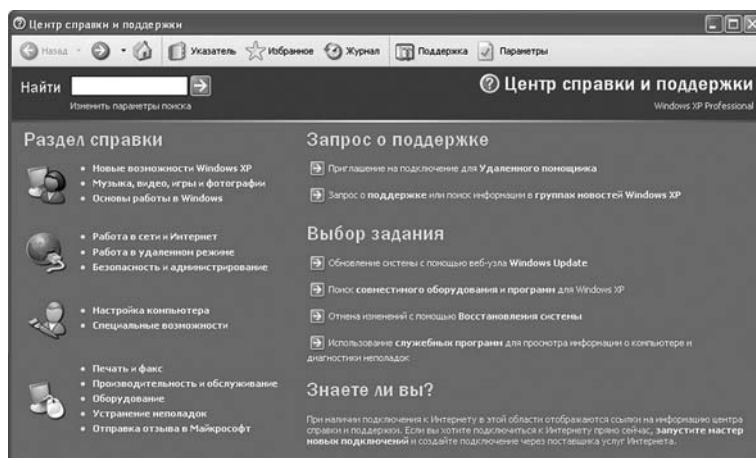 Центр справки и поддержки
Назад
Указатель Избранное Журнал Поддержка Параметры
Найти
Изменить параметры поиска
Центр справки и поддержки
Windows XP Professional
Раздел справки
Новые возможности Windows XP
Музыка, видео, игры и фотографии
Основы работы в Windows
Работа в сети и Интернет
Работа в удаленном режиме
Безопасность и администрирование
Настройка компьютера
Специальные возможности
Печать и факс
Производительность и обслуживание
Оборудование
Устранение неполадок
Отправка отзыва в Майкрософт
Запрос о поддержке
Приглашение на подключение для Удаленного помощника
Запрос о поддержке или поиск информации в группах новостей Windows XP
Выбор задания
Обновление системы с помощью веб-узла Windows Update
Поиск совместимого оборудования и программ для Windows XP
Отмена изменений с помощью Восстановления системы
Использование служебных программ для просмотра информации о компьютере и
диагностики неполадок
Знаете ли вы?
При наличии подключения к Интернету в этой области отображаются ссылки на информацию центра
справки и поддержки. Если вы хотите подключиться к Интернету прямо сейчас, запустите мастер
новых подключений и создайте подключение через поставщика услуг Интернета.